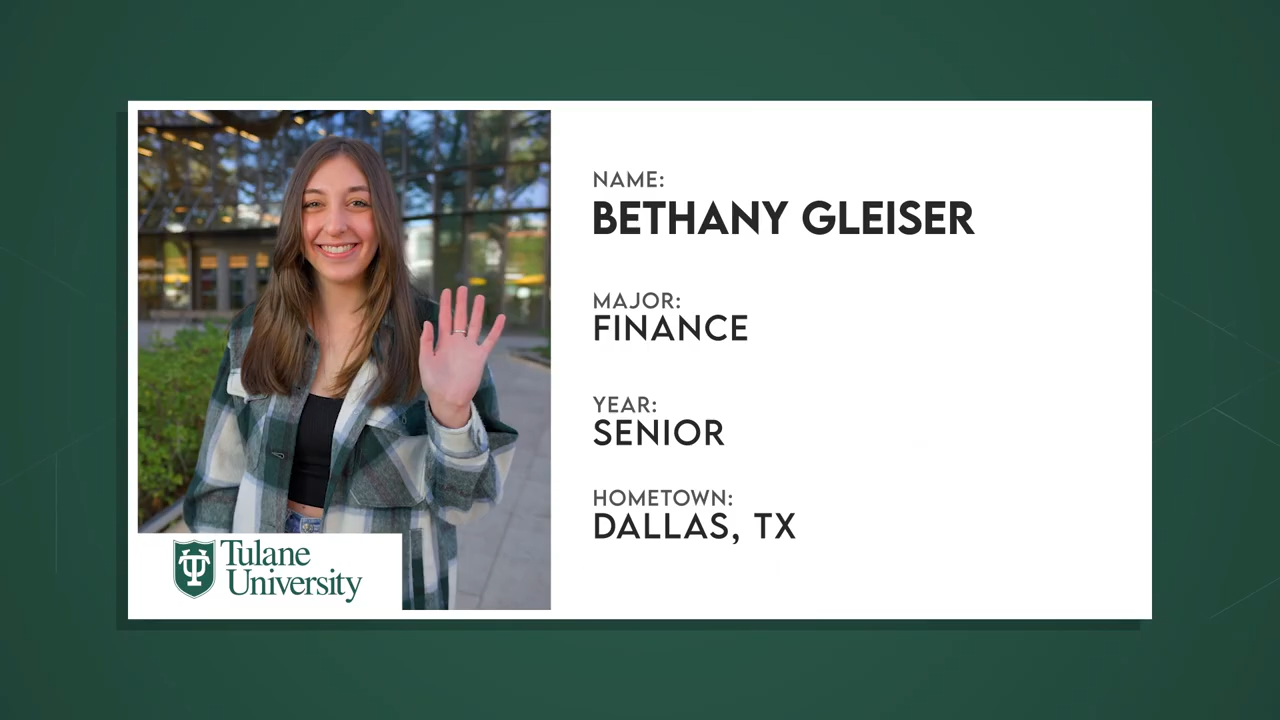 NAME:
BETHANY GLEISER
MAJOR:
FINANCE
YEAR:
SENIOR
HOMETOWN:
DALLAS, TX
Tulane
University